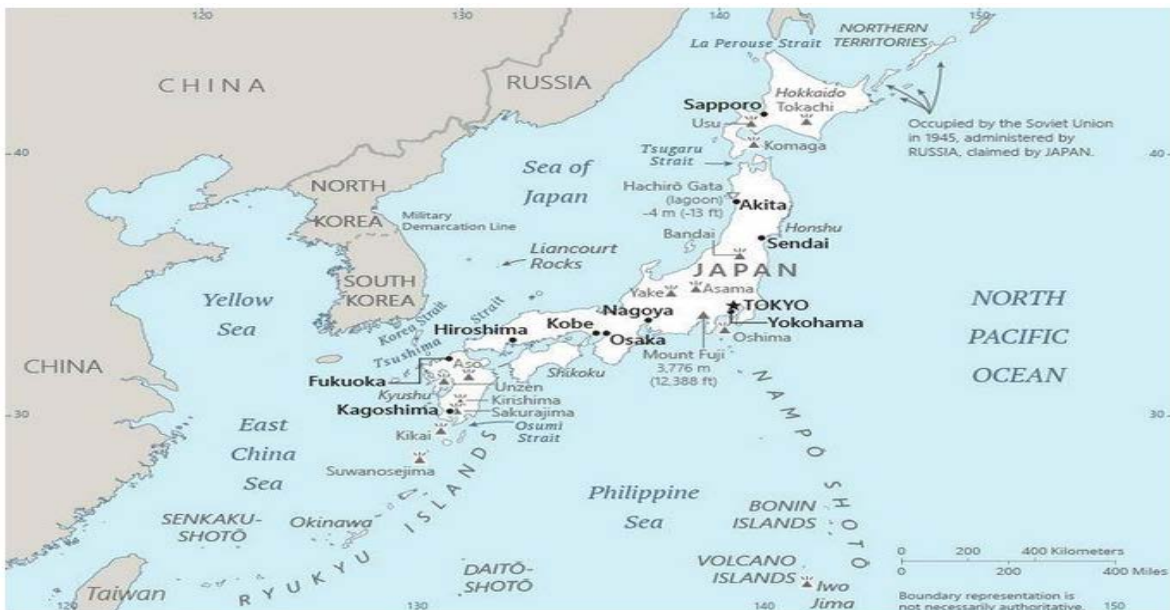 120
130
140
150
NORTHERN
TERRITORIES
La Perouse Strait
CHINA
RUSSIA
Hokkaido
Tokachi
Sapporo
Usu
Komaga
Occupied by the Soviet Union
in 1945, administered by
RUSSIA, claimed by JAPAN.
40
40
Tsugaru
Strait
Sea of
Japan
NORTH
KOREA
Hachirō Gata
(lagoon)
-4 m (-13 ft)
Akita
Military
Demarcation Line
Honshu
Bandai
Sendai
Liancourt
Rocks
JAPAN
SOUTH
KOREA
Yellow
Sea
Yake
Asama
TOKYO
NORTH
PACIFIC
OCEAN
Korea Strait
Tsushima Strait
Hiroshima
Kobe
Nagoya
Yokohama
Osaka
Oshima
CHINA
Aso
Mount Fuji
3,776 m
(12,388 ft)
Shikoku
Fukuoka
Unzen
Kyushu
Kirishima
Kagoshima
Sakurajima
30
30
Osumi
Strait
East
China
Sea
Kikai
Suwanosejima
NAMPŌ SHOTŌ
Philippine
Sea
BONIN
ISLANDS
SENKAKU-
SHOTŌ
Okinawa
RYUKYU ISLANDS
DAITŌ-
SHOTŌ
VOLCANO
ISLANDS
Iwo
Jima
Taiwan
0 200 400 Kilometers
0 200 400 Miles
Boundary representation is
not necessarily authoritative.
120
130
140
150